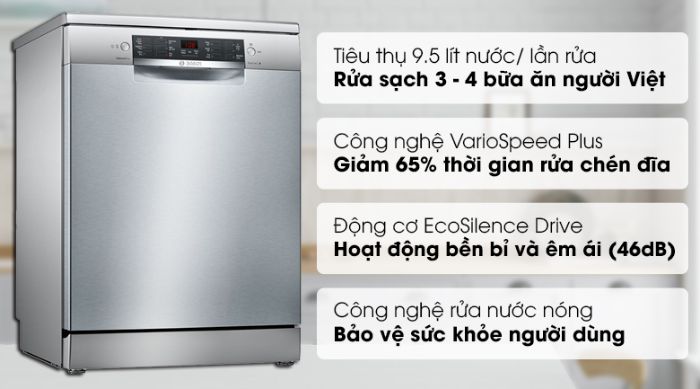 BOSCH
Tiêu thụ 9.5 lít nước/ lần rửa
Rửa sạch 3 - 4 bữa ăn người Việt
Công nghệ VarioSpeed Plus
Giảm 65% thời gian rửa chén đĩa
Động cơ EcoSilence Drive
Hoạt động bền bỉ và êm ái (46dB)
Công nghệ rửa nước nóng
Bảo vệ sức khỏe người dùng